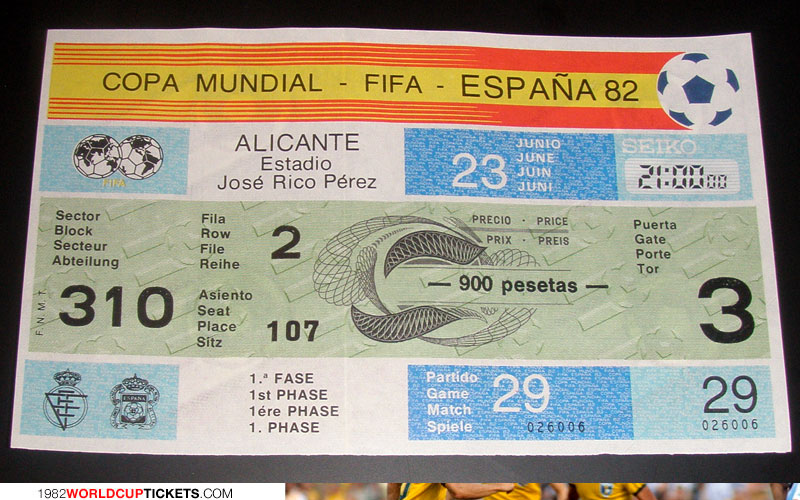 COPA MUNDIAL - FIFA - ESPAÑA 82
FIFA
ALICANTE
Estadio
José Rico Pérez
23
JUNIO
JUNE
JUIN
JUNI
SEIKO
21:00 00
Sector
Block
Secteur
Abteilung
310
Fila
Row
File
Reihe
2
Asiento
Seat
Place
Sitz
107
PRECIO - PRICE
PRIX - PREIS
— 900 pesetas —
Puerta
Gate
Porte
Tor
3
F. N. M. T.
ESPAÑA
1.ª FASE
1st PHASE
1ére PHASE
1. PHASE
Partido
Game
Match
Spiele
29
026006
29
026006
1982WORLDCUPTICKETS.COM